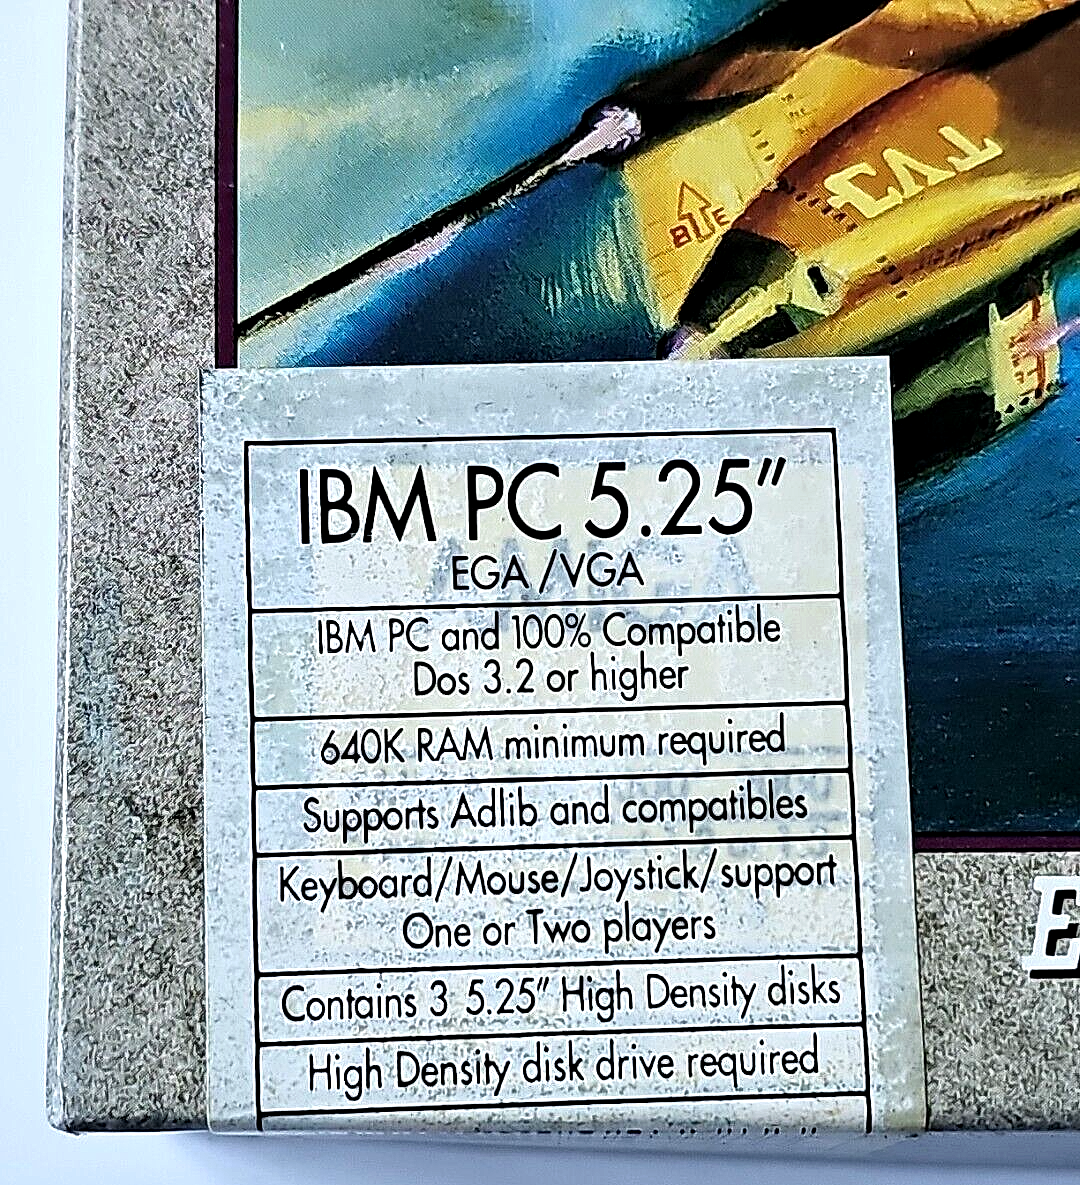 CAL
BUE
IBM PC 5.25"
EGA /VGA
IBM PC and 100% Compatible
Dos 3.2 or higher
640K RAM minimum required
Supports Adlib and compatibles
Keyboard/Mouse/Joystick/support
One or Two players
Contains 3 5.25" High Density disks
High Density disk drive required